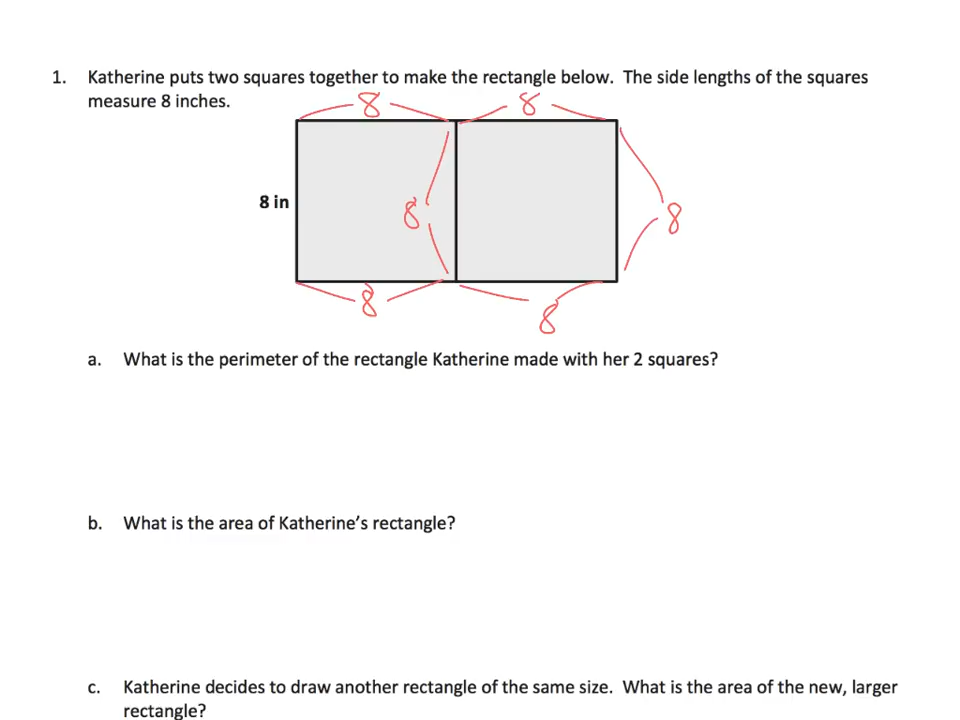 1. Katherine puts two squares together to make the rectangle below. The side lengths of the squares
measure 8 inches.
8 8
8 in
8 8
8 8
a. What is the perimeter of the rectangle Katherine made with her 2 squares?
b. What is the area of Katherine's rectangle?
c. Katherine decides to draw another rectangle of the same size. What is the area of the new, larger
rectangle?